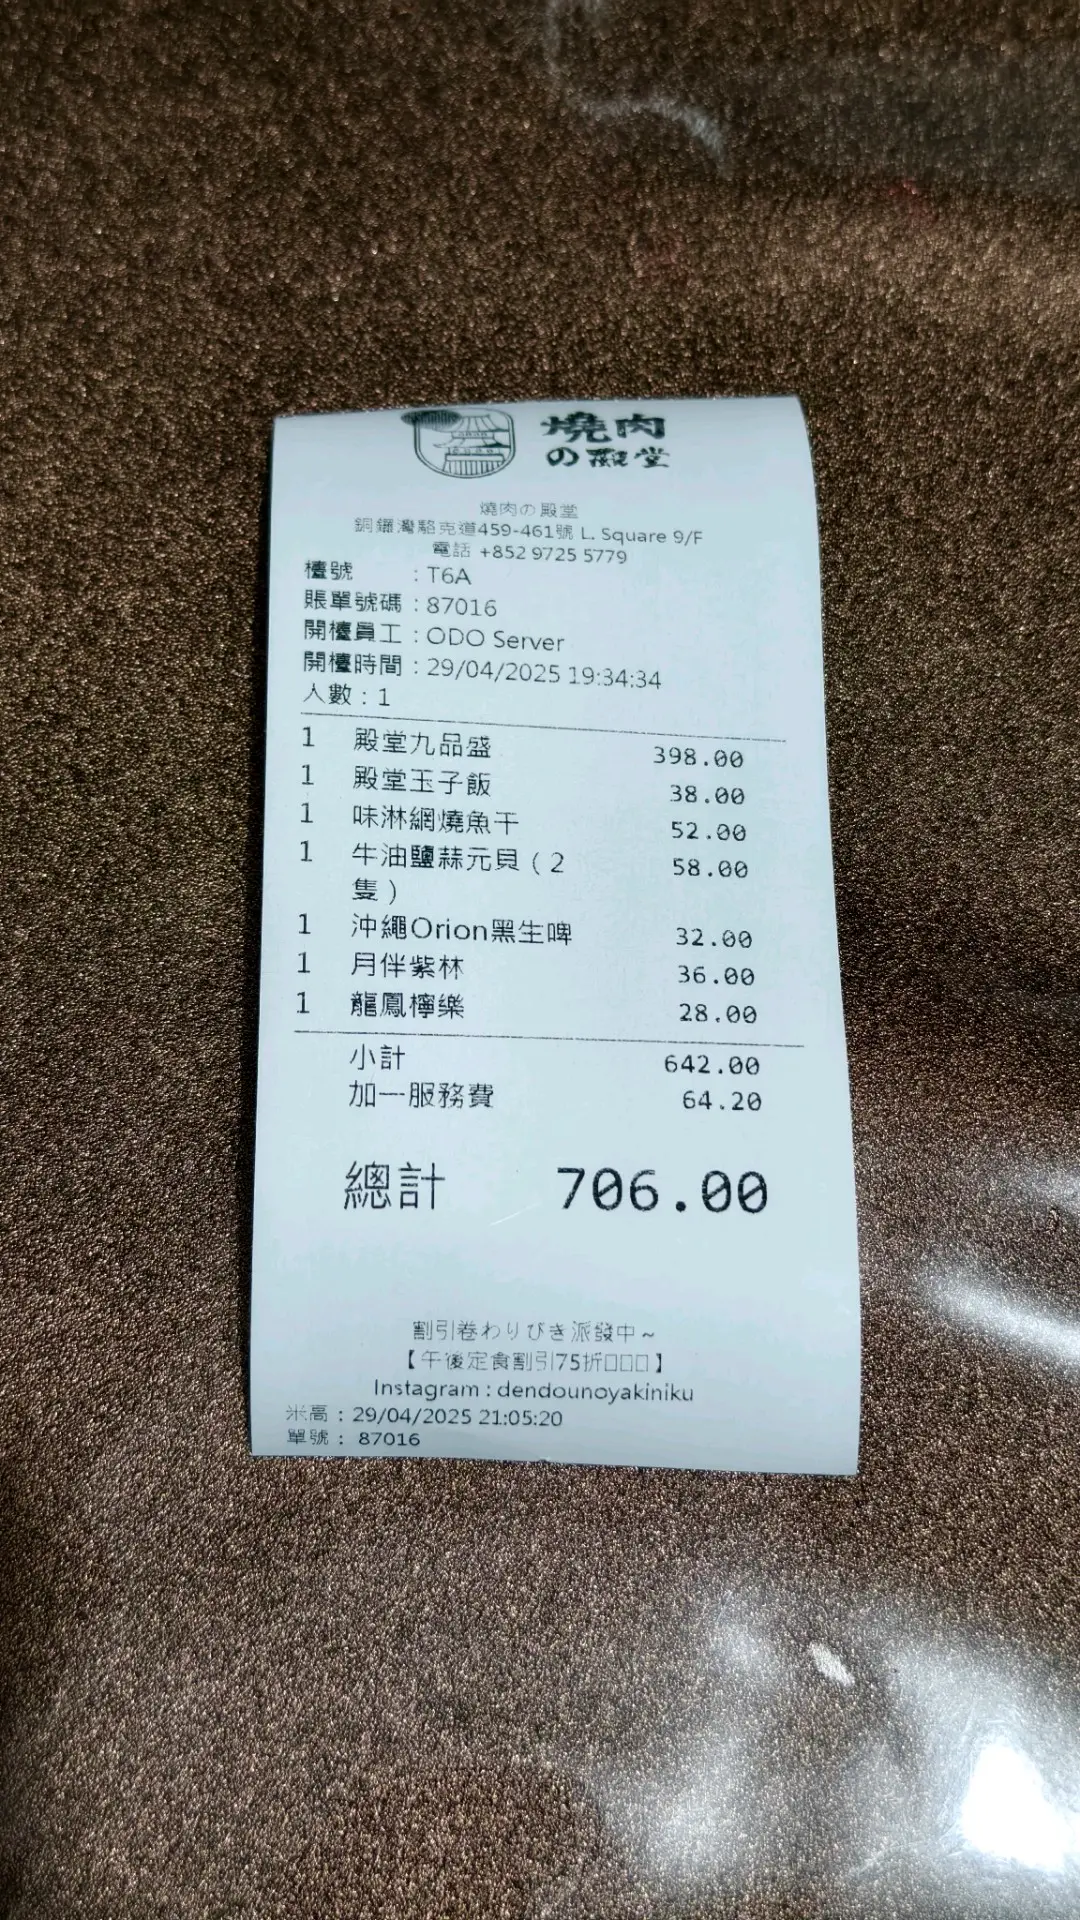 燒肉
の殿堂
燒肉の殿堂
銅鑼灣駱克道459-461號 L. Square 9/F
電話 +852 9725 5779
檯號 : T6A
賬單號碼 : 87016
開檯員工 : ODO Server
開檯時間 : 29/04/2025 19:34:34
人數 : 1
1 殿堂九品盛 398.00
1 殿堂玉子飯 38.00
1 味淋網燒魚干 52.00
1 牛油鹽蒜元貝（2 58.00
隻）
1 沖繩Orion黑生啤 32.00
1 月伴紫林 36.00
1 龍鳳檸樂 28.00
小計 642.00
加一服務費 64.20
總計 706.00
割引卷わりびき派發中~
【午後定食割引75折□□□】
Instagram : dendounoyakiniku
米高 : 29/04/2025 21:05:20
單號 : 87016